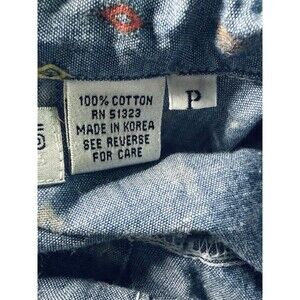 100% COTTON
RN 51323
MADE IN KOREA
SEE REVERSE
FOR CARE
P